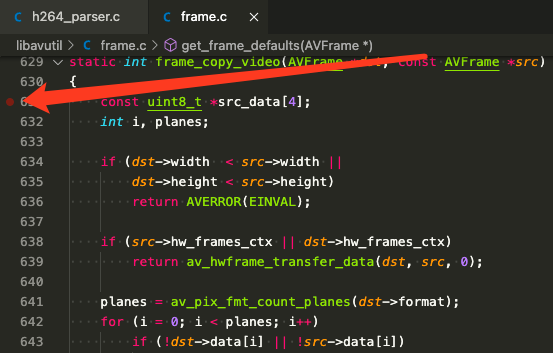 C h264_parser.c C frame.c ×
libavutil > C frame.c > get_frame_defaults(AVFrame *)
629 static int frame_copy_video(AVFrame const AVFrame *src)
630 {
const uint8_t *src_data[4];
632 int i, planes;
633
634 if (dst->width < src->width ||
635 dst->height < src->height)
636 return AVERROR(EINVAL);
637
638 if (src->hw_frames_ctx || dst->hw_frames_ctx)
639 return av_hwframe_transfer_data(dst, src, 0);
640
641 planes = av_pix_fmt_count_planes(dst->format);
642 for (i = 0; i < planes; i++)
643 if (!dst->data[i] || !src->data[i])